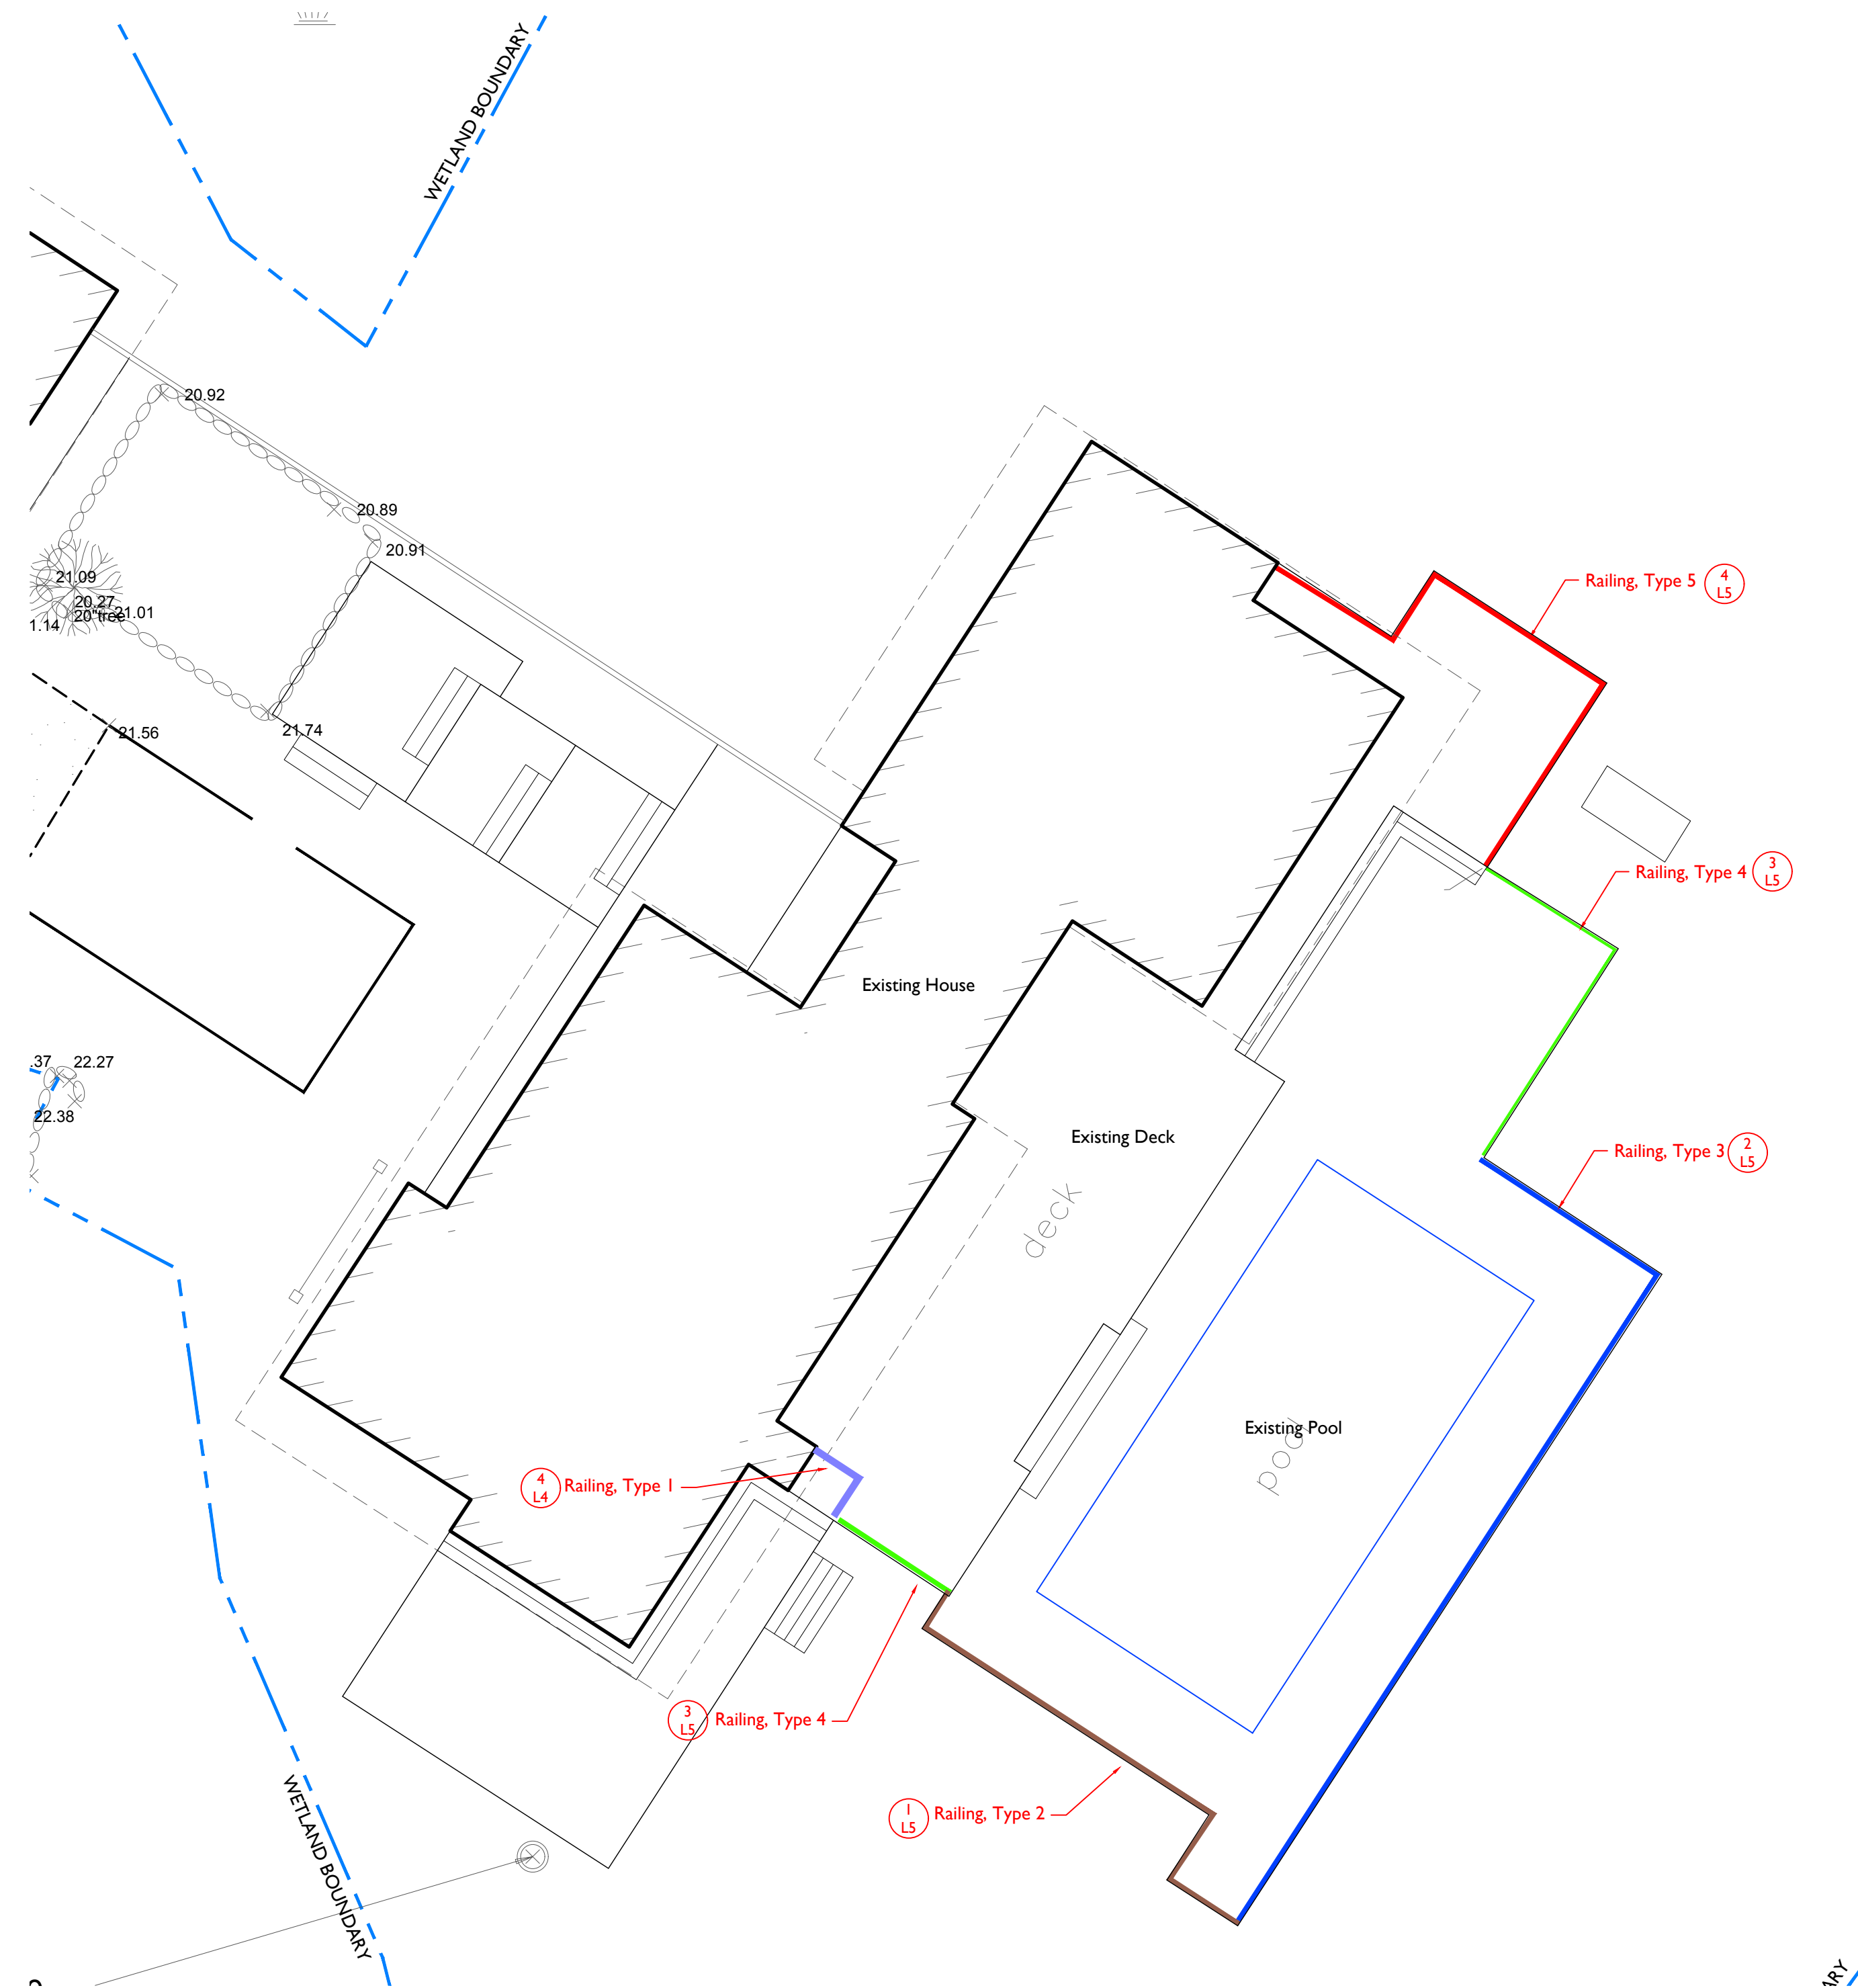 WETLAND BOUNDARY
20.92
20.89
20.91
21.09
20.27
20"tree
21.01
1.14
Railing, Type 5
4
L5
21.56
21.74
Railing, Type 4
3
L5
Existing House
.37
22.27
22.38
Existing Deck
deck
Railing, Type 3
2
L5
Existing Pool
pool
4
L4
Railing, Type 1
3
L5
Railing, Type 4
1
L5
Railing, Type 2
WETLAND BOUNDARY
ARY